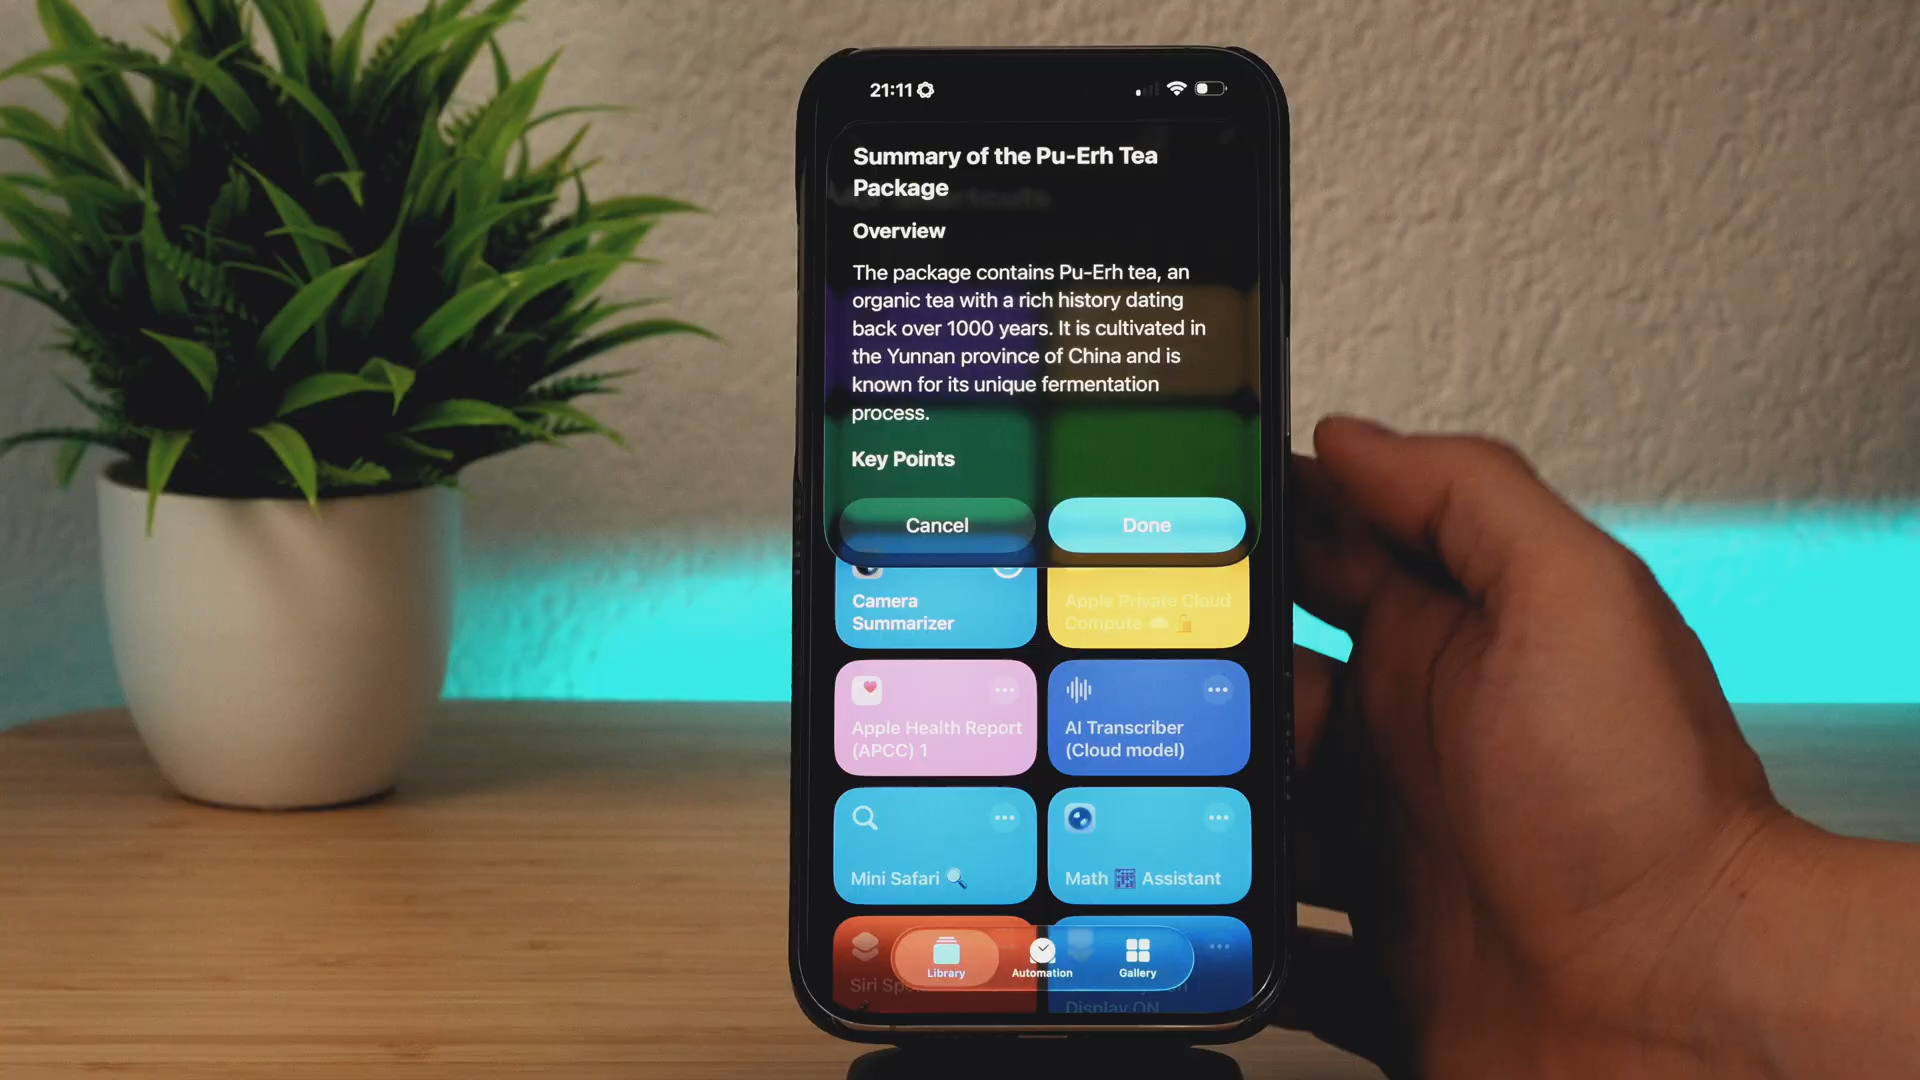 21:11
Summary of the Pu-Erh Tea
Package
Overview
The package contains Pu-Erh tea, an
organic tea with a rich history dating
back over 1000 years. It is cultivated in
the Yunnan province of China and is
known for its unique fermentation
process.
Key Points
Cancel
Done
Camera
Summarizer
Apple Private Cloud
Compute
Apple Health Report
(APCC) 1
AI Transcriber
(Cloud model)
Mini Safari
Math Assistant
Siri
Display ON
Library
Automation
Gallery